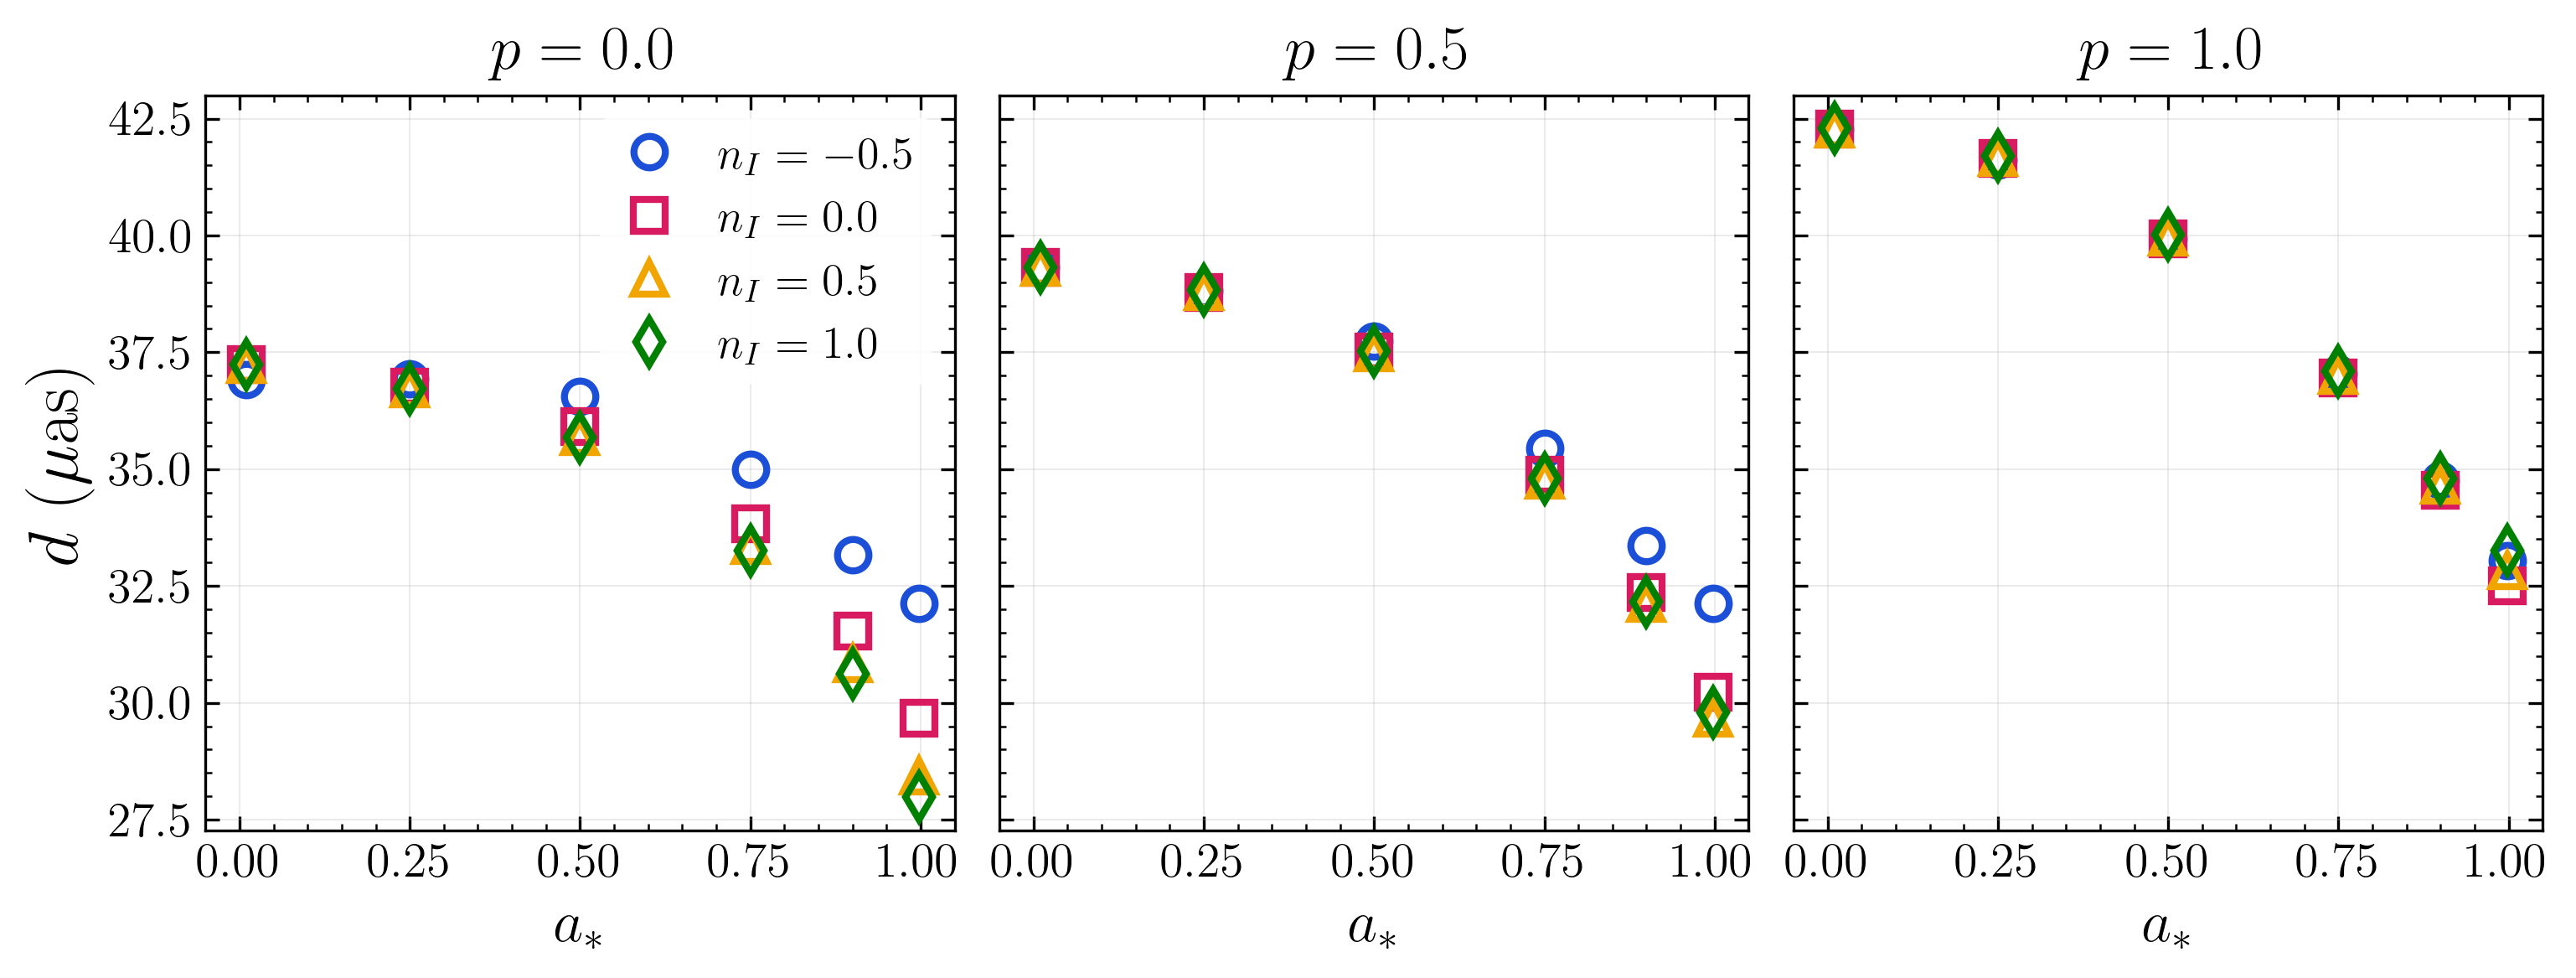 p = 0.0
p = 0.5
p = 1.0
d (μas)
42.5
40.0
37.5
35.0
32.5
30.0
27.5
n_I = −0.5
n_I = 0.0
n_I = 0.5
n_I = 1.0
0.00 0.25 0.50 0.75 1.00
0.00 0.25 0.50 0.75 1.00
0.00 0.25 0.50 0.75 1.00
a_*
a_*
a_*